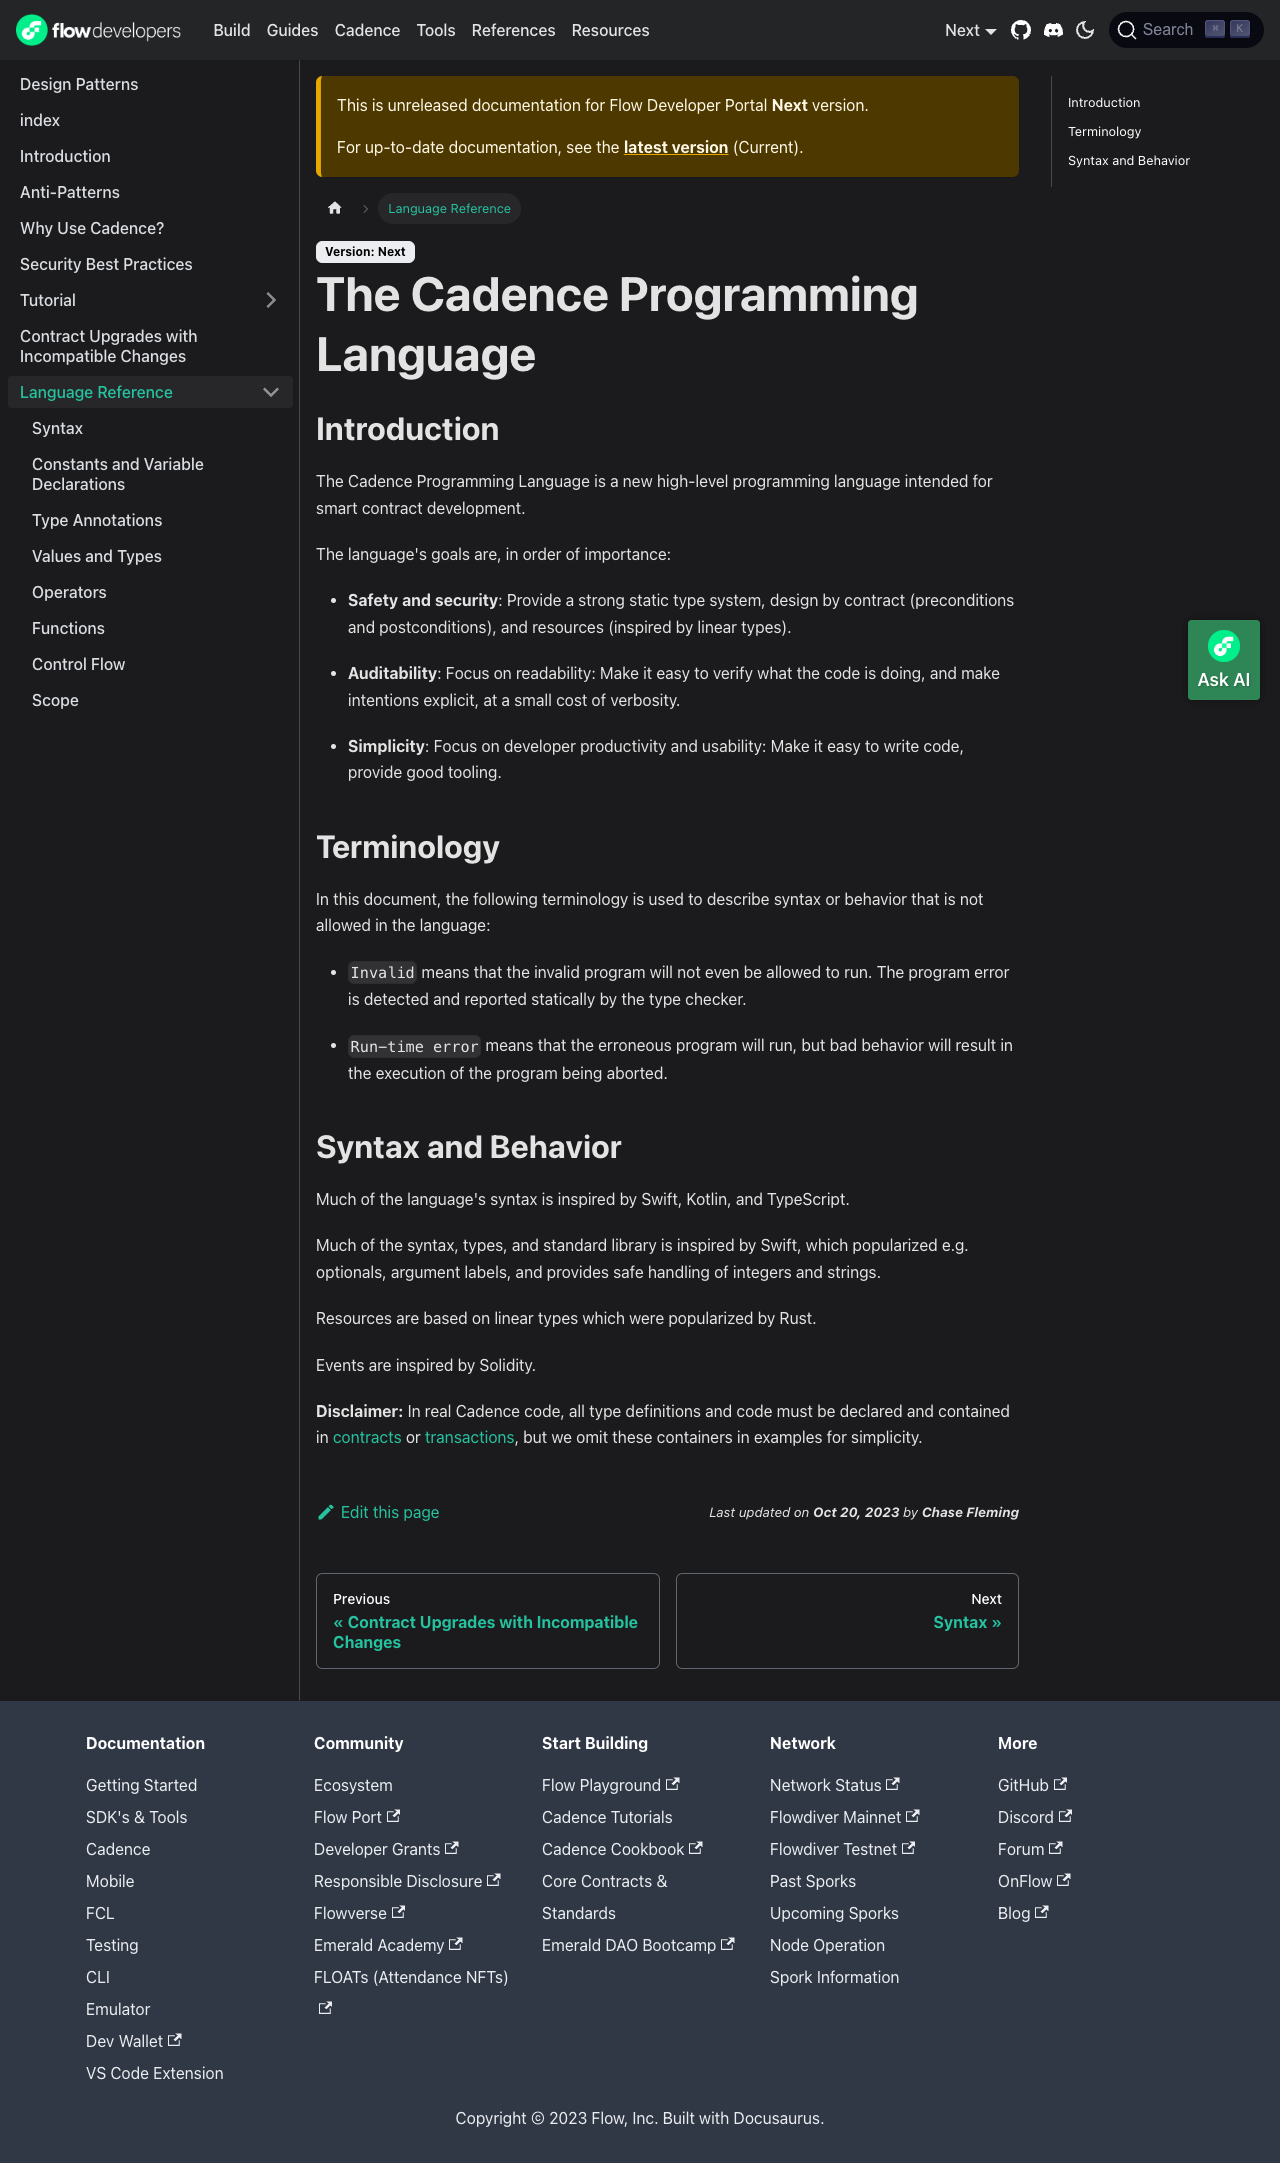 flowdevelopers Build Guides Cadence Tools References Resources Next Search ⌘ K
Design Patterns
index
Introduction
Anti-Patterns
Why Use Cadence?
Security Best Practices
Tutorial
Contract Upgrades with
Incompatible Changes
Language Reference
Syntax
Constants and Variable
Declarations
Type Annotations
Values and Types
Operators
Functions
Control Flow
Scope
This is unreleased documentation for Flow Developer Portal Next version.
For up-to-date documentation, see the latest version (Current).
Language Reference
Version: Next
The Cadence Programming
Language
Introduction
The Cadence Programming Language is a new high-level programming language intended for
smart contract development.
The language's goals are, in order of importance:
• Safety and security: Provide a strong static type system, design by contract (preconditions
and postconditions), and resources (inspired by linear types).
• Auditability: Focus on readability: Make it easy to verify what the code is doing, and make
intentions explicit, at a small cost of verbosity.
• Simplicity: Focus on developer productivity and usability: Make it easy to write code,
provide good tooling.
Terminology
In this document, the following terminology is used to describe syntax or behavior that is not
allowed in the language:
• Invalid means that the invalid program will not even be allowed to run. The program error
is detected and reported statically by the type checker.
• Run-time error means that the erroneous program will run, but bad behavior will result in
the execution of the program being aborted.
Syntax and Behavior
Much of the language's syntax is inspired by Swift, Kotlin, and TypeScript.
Much of the syntax, types, and standard library is inspired by Swift, which popularized e.g.
optionals, argument labels, and provides safe handling of integers and strings.
Resources are based on linear types which were popularized by Rust.
Events are inspired by Solidity.
Disclaimer: In real Cadence code, all type definitions and code must be declared and contained
in contracts or transactions, but we omit these containers in examples for simplicity.
Edit this page
Last updated on Oct 20, 2023 by Chase Fleming
Previous
« Contract Upgrades with Incompatible
Changes
Next
Syntax »
Introduction
Terminology
Syntax and Behavior
Ask AI
Documentation
Getting Started
SDK's & Tools
Cadence
Mobile
FCL
Testing
CLI
Emulator
Dev Wallet
VS Code Extension
Community
Ecosystem
Flow Port
Developer Grants
Responsible Disclosure
Flowverse
Emerald Academy
FLOATs (Attendance NFTs)
Start Building
Flow Playground
Cadence Tutorials
Cadence Cookbook
Core Contracts &
Standards
Emerald DAO Bootcamp
Network
Network Status
Flowdiver Mainnet
Flowdiver Testnet
Past Sporks
Upcoming Sporks
Node Operation
Spork Information
More
GitHub
Discord
Forum
OnFlow
Blog
Copyright © 2023 Flow, Inc. Built with Docusaurus.